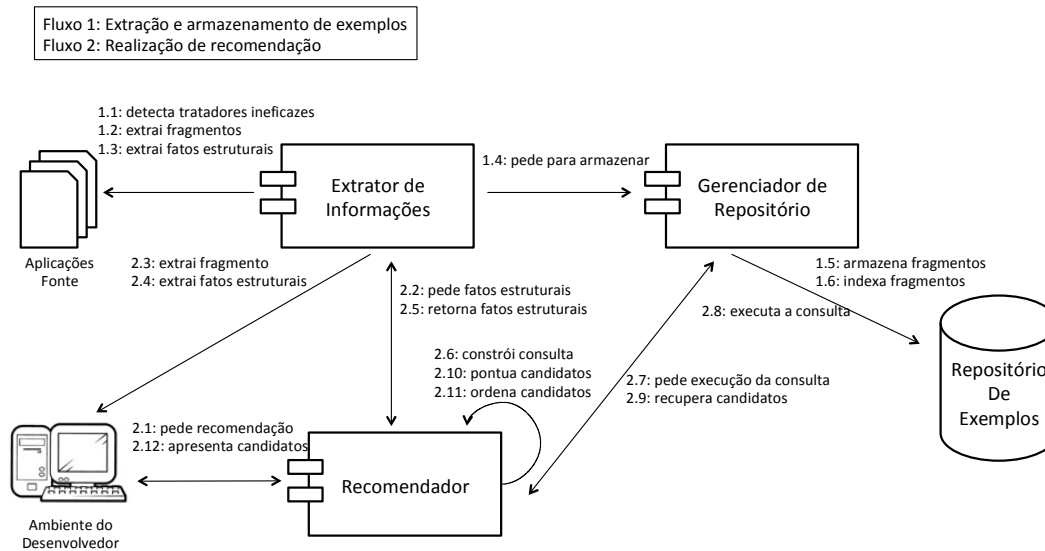 Fluxo 1: Extração e armazenamento de exemplos
Fluxo 2: Realização de recomendação
1.1: detecta tratadores ineficazes
1.2: extrai fragmentos
1.3: extrai fatos estruturais
Extrator de
Informações
1.4: pede para armazenar
Gerenciador de
Repositório
Aplicações
Fonte
2.3: extrai fragmento
2.4: extrai fatos estruturais
2.2: pede fatos estruturais
2.5: retorna fatos estruturais
1.5: armazena fragmentos
1.6: indexa fragmentos
2.8: executa a consulta
Repositório
De
Exemplos
2.6: constrói consulta
2.10: pontua candidatos
2.11: ordena candidatos
2.7: pede execução da consulta
2.9: recupera candidatos
2.1: pede recomendação
2.12: apresenta candidatos
Recomendador
Ambiente do
Desenvolvedor